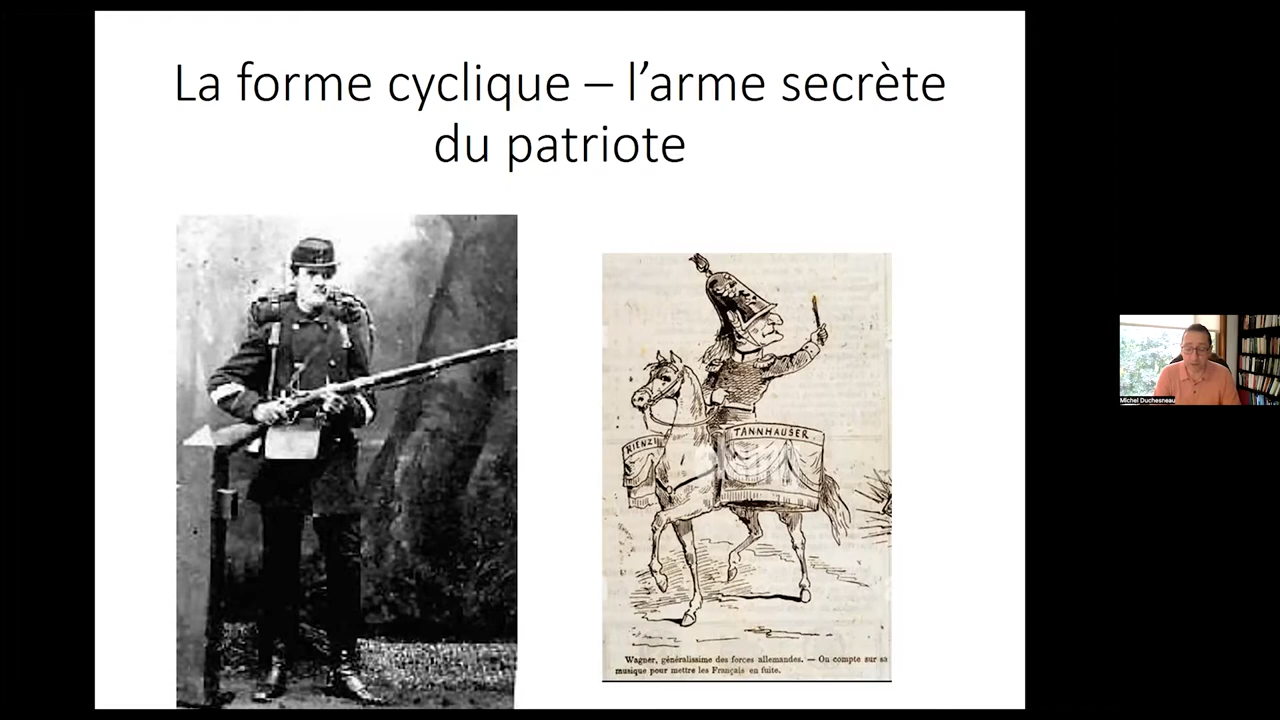 La forme cyclique – l’arme secrète
du patriote
RIENZI
TANNHAUSER
Wagner, généralissime des forces allemandes. — On compte sur sa
musique pour mettre les Français en fuite.
Michel Duchesneau